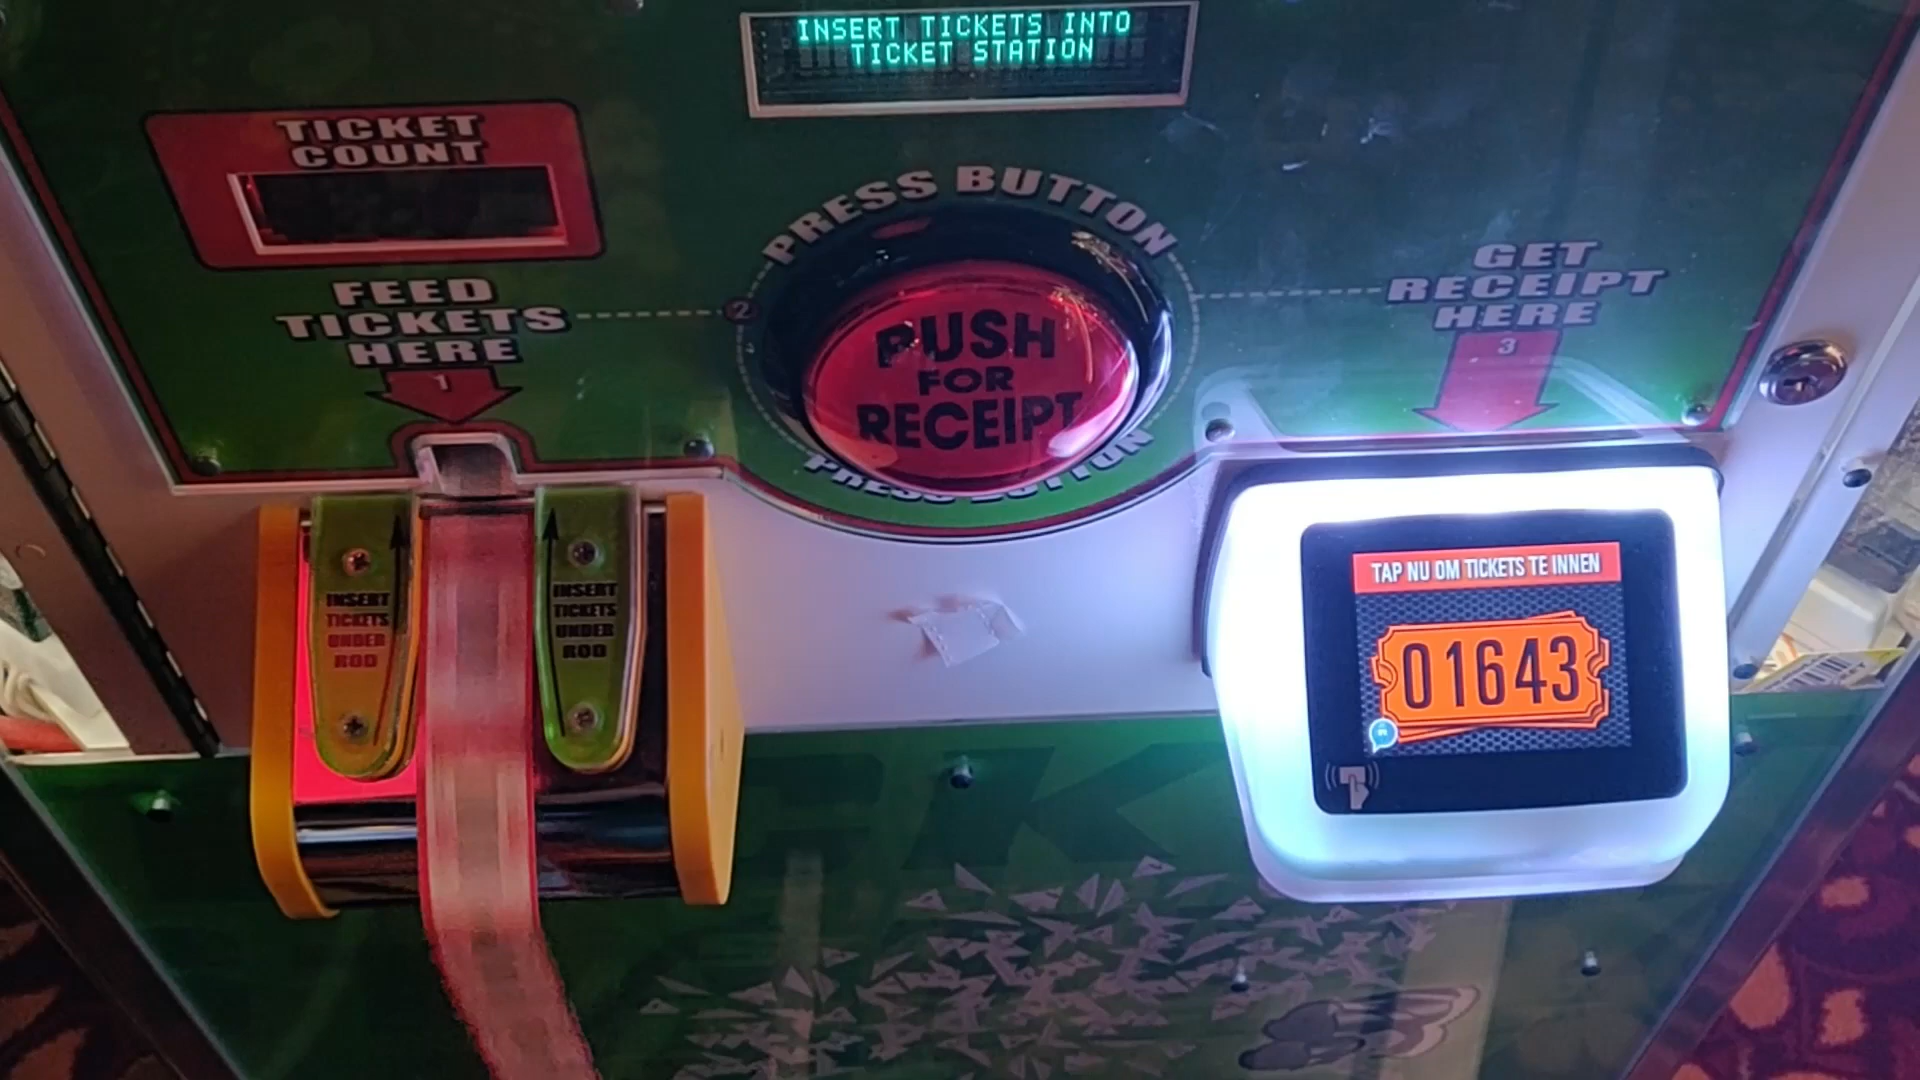 INSERT TICKETS INTO
TICKET STATION
TICKET
COUNT
FEED
TICKETS
HERE
1
2
PRESS BUTTON
PUSH
FOR
RECEIPT
PRESS BUTTON
GET
RECEIPT
HERE
3
INSERT
TICKETS
UNDER
ROD
INSERT
TICKETS
UNDER
ROD
TAP NU OM TICKETS TE INNEN
01643